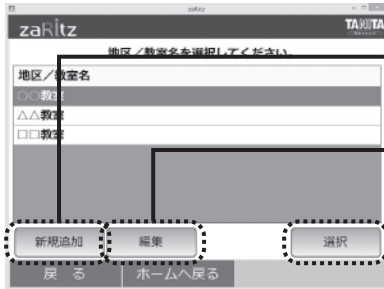 zaRitz
zaRitz
TANITA
地区／教室名を選択してください。
地区／教室名
○○教室
△△教室
□□教室
新規追加
編集
選択
戻 る
ホームへ戻る